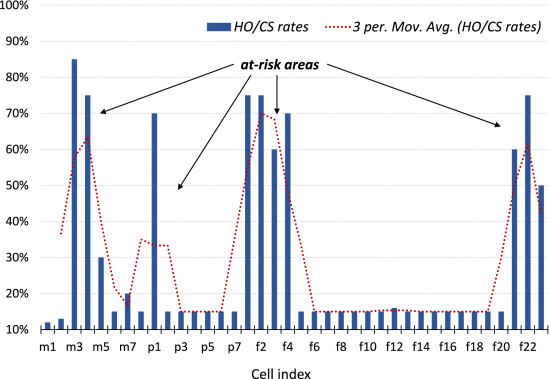 100%
90%
80%
70%
60%
50%
40%
30%
20%
10%
HO/CS rates
3 per. Mov. Avg. (HO/CS rates)
at-risk areas
m1 m3 m5 m7 p1 p3 p5 p7 f2 f4 f6 f8 f10 f12 f14 f16 f18 f20 f22
Cell index